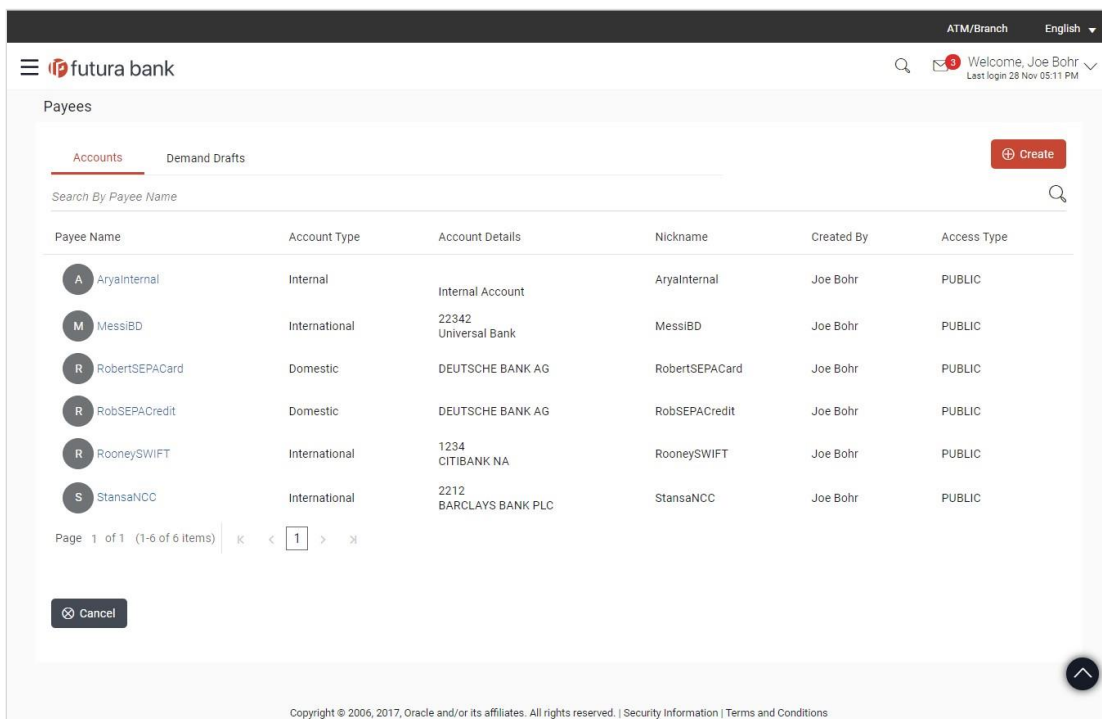 ATM/Branch English
futura bank 3 Welcome, Joe Bohr
Last login 28 Nov 05:11 PM
Payees
Accounts Demand Drafts Create
Search By Payee Name
Payee Name Account Type Account Details Nickname Created By Access Type
A AryaInternal Internal Internal Account AryaInternal Joe Bohr PUBLIC
M MessiBD International 22342 Universal Bank MessiBD Joe Bohr PUBLIC
R RobertSEPACard Domestic DEUTSCHE BANK AG RobertSEPACard Joe Bohr PUBLIC
R RobSEPACredit Domestic DEUTSCHE BANK AG RobSEPACredit Joe Bohr PUBLIC
R RooneySWIFT International 1234 CITIBANK NA RooneySWIFT Joe Bohr PUBLIC
S StansaNCC International 2212 BARCLAYS BANK PLC StansaNCC Joe Bohr PUBLIC
Page 1 of 1 (1-6 of 6 items) K < 1 > >|
Cancel
Copyright © 2006, 2017, Oracle and/or its affiliates. All rights reserved. | Security Information | Terms and Conditions